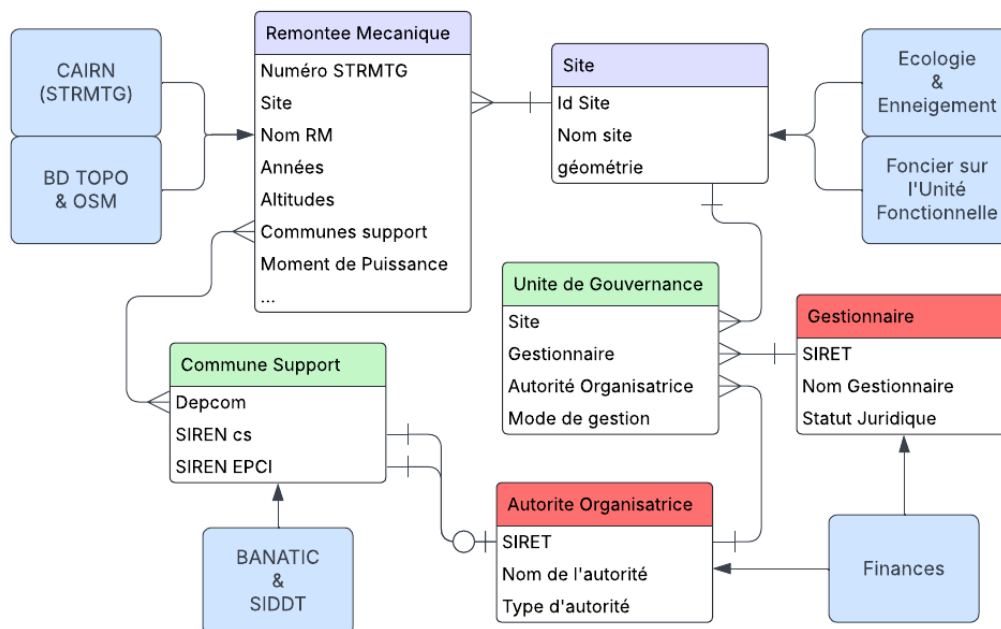 CAIRN
(STRMTG)
BD TOPO
& OSM
Remontee Mecanique
Numéro STRMTG
Site
Nom RM
Années
Altitudes
Communes support
Moment de Puissance
...
Site
Id Site
Nom site
géométrie
Ecologie
&
Enneigement
Foncier sur
l'Unité
Fonctionnelle
Unite de Gouvernance
Site
Gestionnaire
Autorité Organisatrice
Mode de gestion
Gestionnaire
SIRET
Nom Gestionnaire
Statut Juridique
Commune Support
Depcom
SIREN cs
SIREN EPCI
Autorite Organisatrice
SIRET
Nom de l'autorité
Type d'autorité
BANATIC
&
SIDDT
Finances